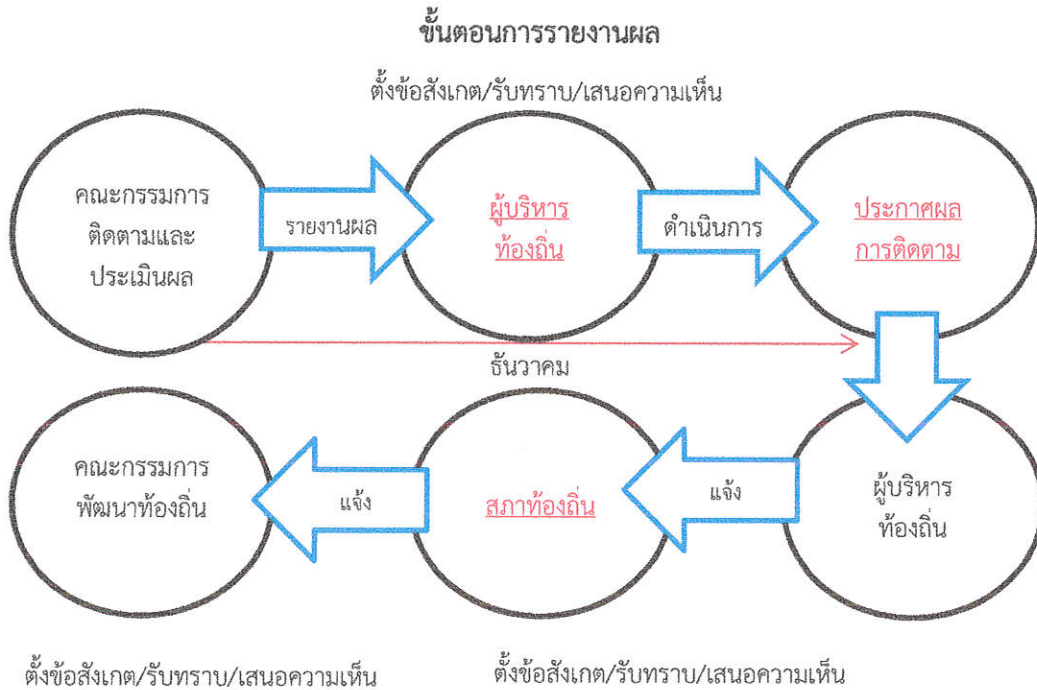 ขั้นตอนการรายงานผล
ตั้งข้อสังเกต/รับทราบ/เสนอความเห็น
คณะกรรมการ
ติดตามและ
ประเมินผล
รายงานผล
ผู้บริหาร
ท้องถิ่น
ดำเนินการ
ประกาศผล
การติดตาม
ธันวาคม
ผู้บริหาร
ท้องถิ่น
แจ้ง
สภาท้องถิ่น
แจ้ง
คณะกรรมการ
พัฒนาท้องถิ่น
ตั้งข้อสังเกต/รับทราบ/เสนอความเห็น
ตั้งข้อสังเกต/รับทราบ/เสนอความเห็น